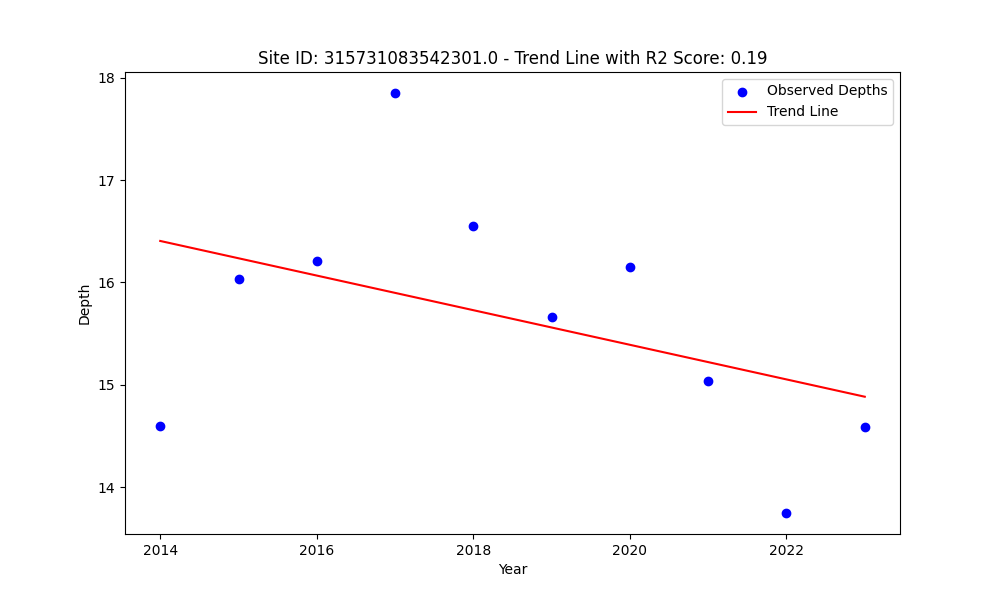 Site ID: 315731083542301.0 - Trend Line with R2 Score: 0.19
Observed Depths
Trend Line
18
17
16
15
14
Depth
2014
2016
2018
2020
2022
Year